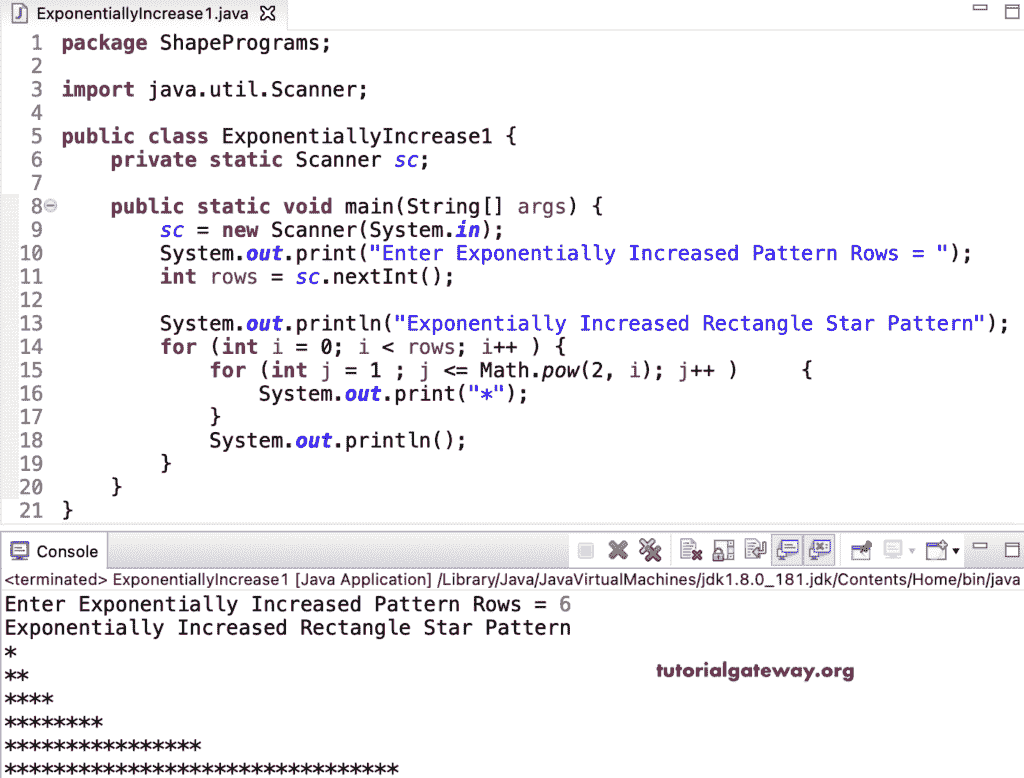 ExponentiallyIncrease1.java
1 package ShapePrograms;
2
3 import java.util.Scanner;
4
5 public class ExponentiallyIncrease1 {
6     private static Scanner sc;
7
8     public static void main(String[] args) {
9         sc = new Scanner(System.in);
10         System.out.print("Enter Exponentially Increased Pattern Rows = ");
11         int rows = sc.nextInt();
12
13         System.out.println("Exponentially Increased Rectangle Star Pattern");
14         for (int i = 0; i < rows; i++ ) {
15             for (int j = 1 ; j <= Math.pow(2, i); j++ )     {
16                 System.out.print("*");
17             }
18             System.out.println();
19         }
20     }
21 }
Console
<terminated> ExponentiallyIncrease1 [Java Application] /Library/Java/JavaVirtualMachines/jdk1.8.0_181.jdk/Contents/Home/bin/java
Enter Exponentially Increased Pattern Rows = 6
Exponentially Increased Rectangle Star Pattern
*
**
tutorialgateway.org
****
********
****************
********************************